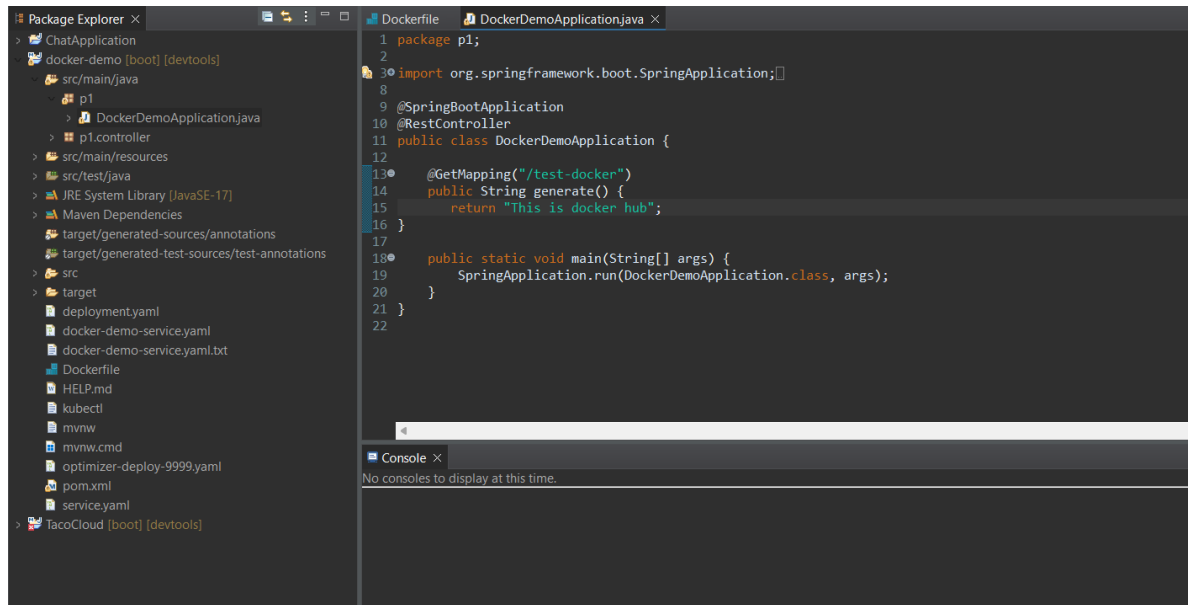 Package Explorer
ChatApplication
docker-demo [boot] [devtools]
src/main/java
p1
DockerDemoApplication.java
p1.controller
src/main/resources
src/test/java
JRE System Library [JavaSE-17]
Maven Dependencies
target/generated-sources/annotations
target/generated-test-sources/test-annotations
src
target
deployment.yaml
docker-demo-service.yaml
docker-demo-service.yaml.txt
Dockerfile
HELP.md
kubectl
mvnw
mvnw.cmd
optimizer-deploy-9999.yaml
pom.xml
service.yaml
TacoCloud [boot] [devtools]
Dockerfile DockerDemoApplication.java
1 package p1;
2
3 import org.springframework.boot.SpringApplication;
8
9 @SpringBootApplication
10 @RestController
11 public class DockerDemoApplication {
12
13 @GetMapping("/test-docker")
14 public String generate() {
15 return "This is docker hub";
16 }
17
18 public static void main(String[] args) {
19 SpringApplication.run(DockerDemoApplication.class, args);
20 }
21 }
22
Console
No consoles to display at this time.